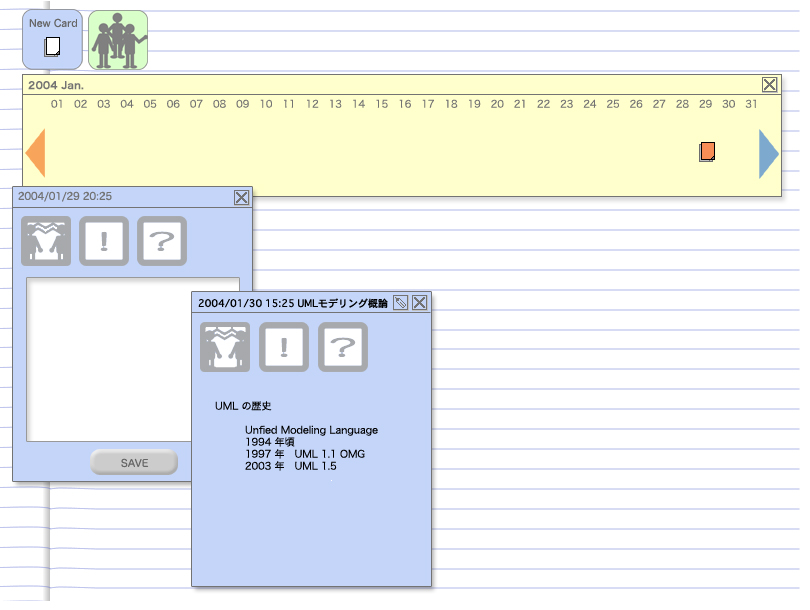 New Card
2004 Jan.
01 02 03 04 05 06 07 08 09 10 11 12 13 14 15 16 17 18 19 20 21 22 23 24 25 26 27 28 29 30 31
2004/01/29 20:25
! ?
SAVE
2004/01/30 15:25 UMLモデリング概論
! ?
UML の歴史
Unfied Modeling Language
1994 年頃
1997 年 UML 1.1 OMG
2003 年 UML 1.5